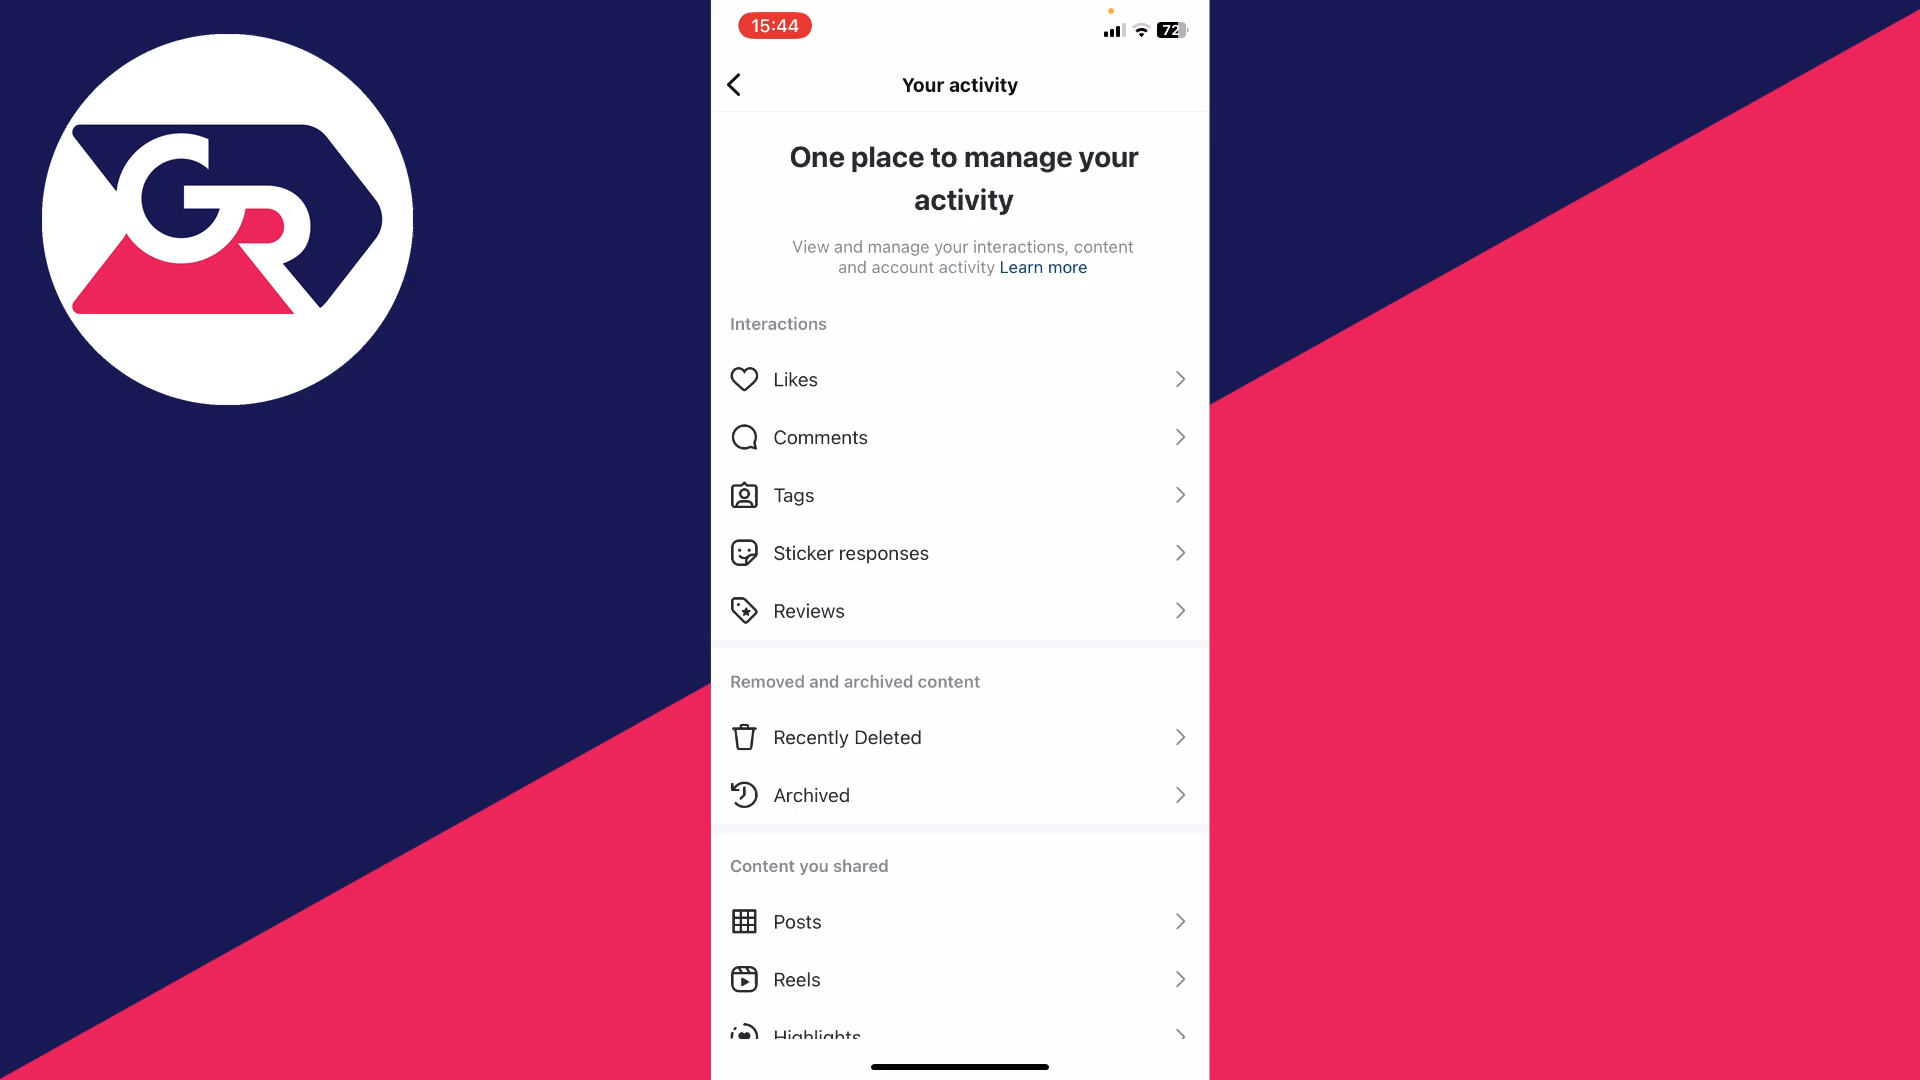 GR
15:44
72
Your activity
One place to manage your
activity
View and manage your interactions, content
and account activity Learn more
Interactions
Likes
Comments
Tags
Sticker responses
Reviews
Removed and archived content
Recently Deleted
Archived
Content you shared
Posts
Reels
Highlights